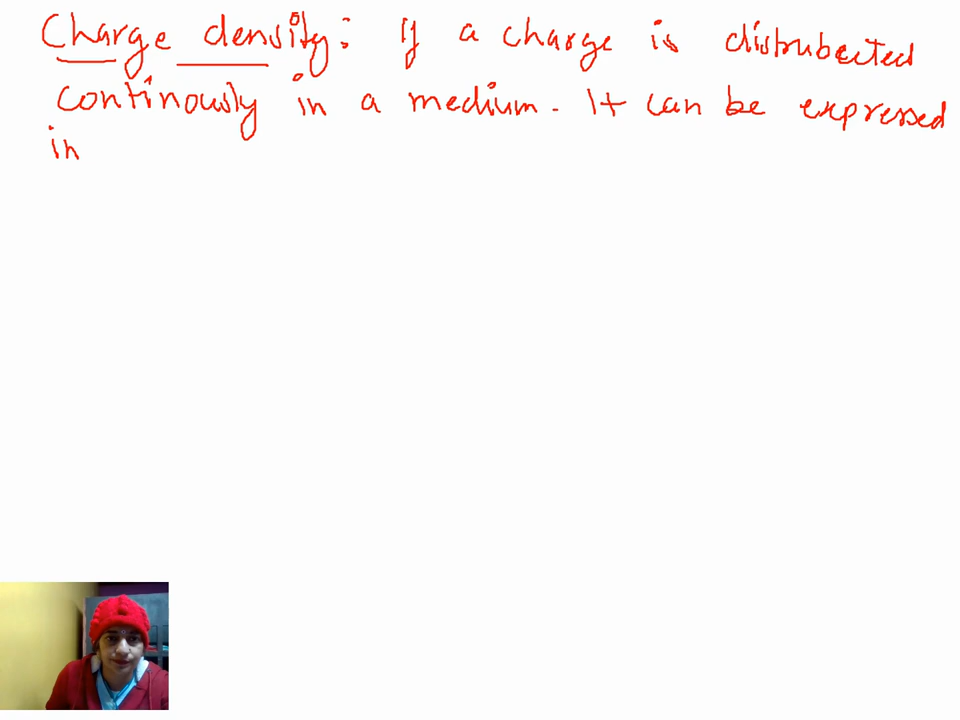 Charge density: If a charge is distrubected
continously in a medium. It can be expressed
in